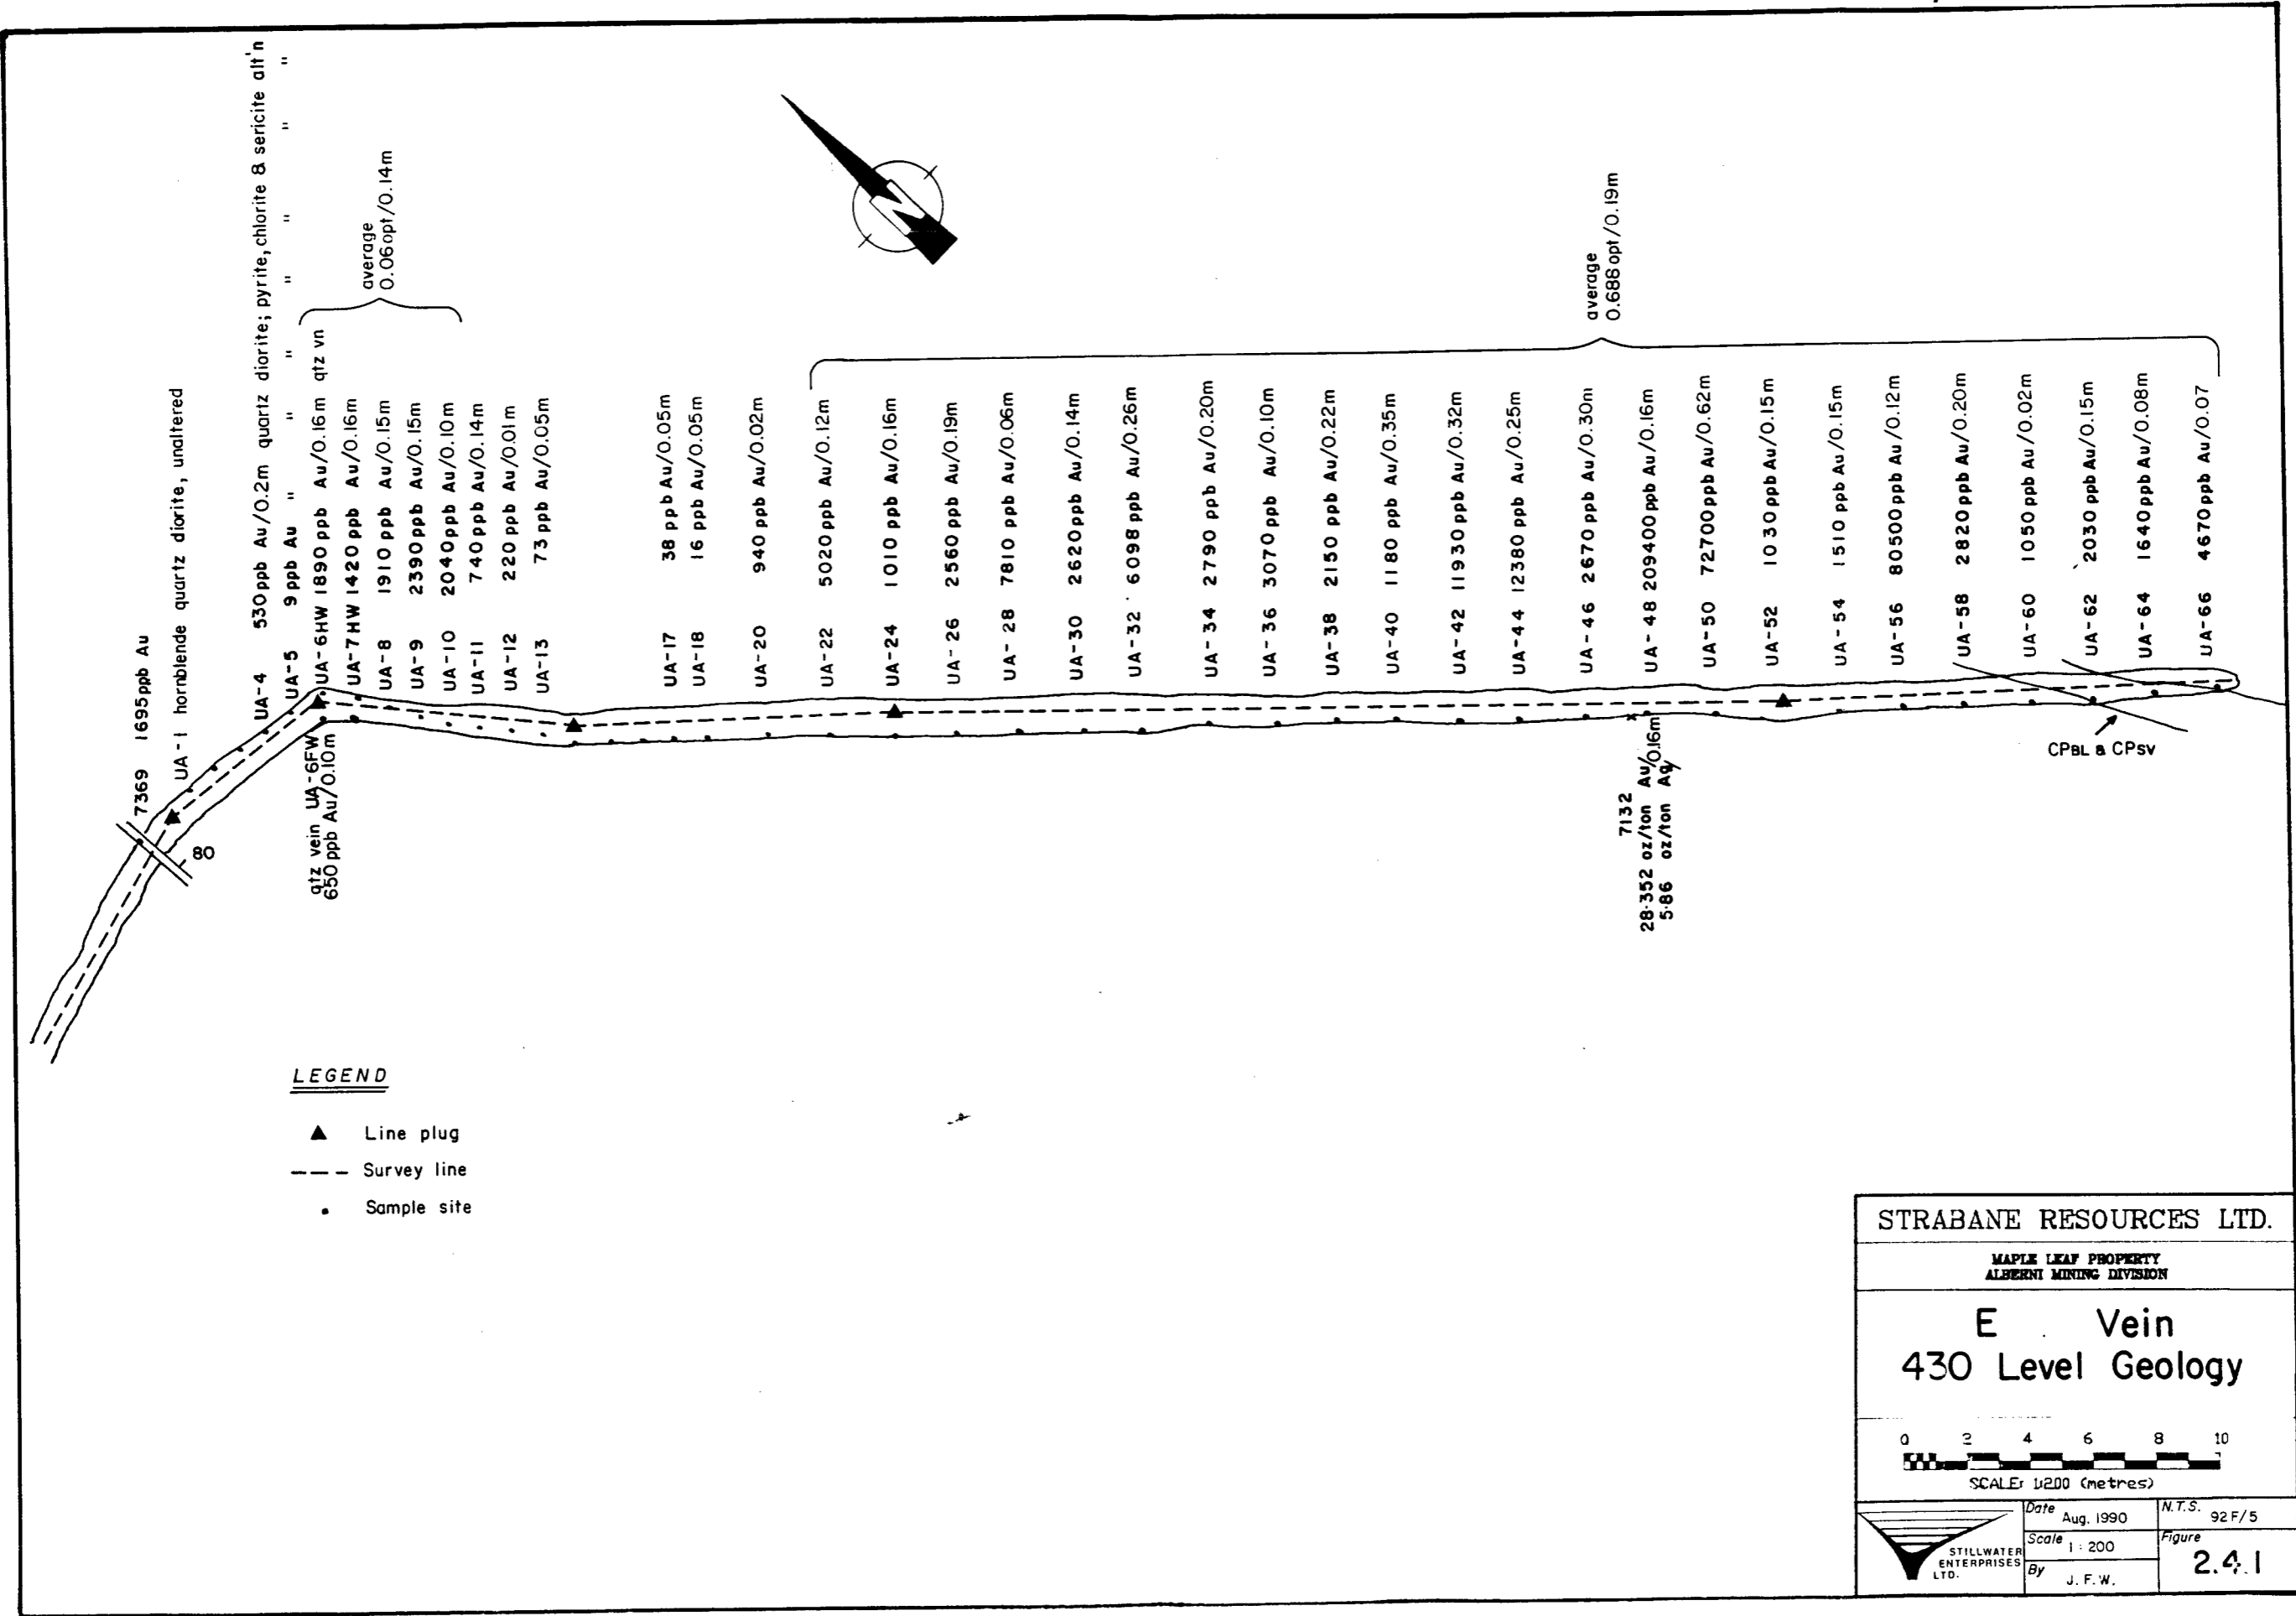 7369 1695ppb Au
UA-1 hornblende quartz diorite, unaltered
UA-4 530ppb Au/0.2m quartz diorite; pyrite, chlorite & sericite alt'n
UA-5 9ppb Au " " " " " " "
UA-6HW 1890ppb Au/0.16m qtz vn
UA-7HW 1420ppb Au/0.16m
UA-8 1910ppb Au/0.15m
UA-9 2390ppb Au/0.15m
UA-10 2040ppb Au/0.10m
average
0.06opt/0.14m
UA-11 740ppb Au/0.14m
UA-12 220ppb Au/0.01m
UA-13 73ppb Au/0.05m
UA-17 38ppb Au/0.05m
UA-18 16ppb Au/0.05m
UA-20 940ppb Au/0.02m
UA-22 5020ppb Au/0.12m
UA-24 1010ppb Au/0.16m
UA-26 2560ppb Au/0.19m
UA-28 7810ppb Au/0.06m
UA-30 2620ppb Au/0.14m
UA-32 6098ppb Au/0.26m
UA-34 2790ppb Au/0.20m
UA-36 3070ppb Au/0.10m
UA-38 2150ppb Au/0.22m
UA-40 1180ppb Au/0.35m
UA-42 11930ppb Au/0.32m
UA-44 12380ppb Au/0.25m
UA-46 2670ppb Au/0.30m
UA-48 209400ppb Au/0.16m
UA-50 72700ppb Au/0.62m
UA-52 1030ppb Au/0.15m
UA-54 1510ppb Au/0.15m
UA-56 80500ppb Au/0.12m
UA-58 2820ppb Au/0.20m
UA-60 1050ppb Au/0.02m
UA-62 2030ppb Au/0.15m
UA-64 1640ppb Au/0.08m
UA-66 4670ppb Au/0.07
average
0.688opt/0.19m
N
80
qtz vein UA-6FW
650ppb Au/0.10m
7132
28.352 oz/ton Au/0.16m
5.86 oz/ton Ag
CPBL & CPSV
LEGEND
Line plug
Survey line
Sample site
STRABANE RESOURCES LTD.
MAPLE LEAF PROPERTY
ALBERNI MINING DIVISION
E Vein
430 Level Geology
0 2 4 6 8 10
SCALE: 1:200 (metres)
STILLWATER
ENTERPRISES
LTD.
Date Aug. 1990
N.T.S. 92F/5
Scale 1:200
Figure 2.4.1
By J.F.W.